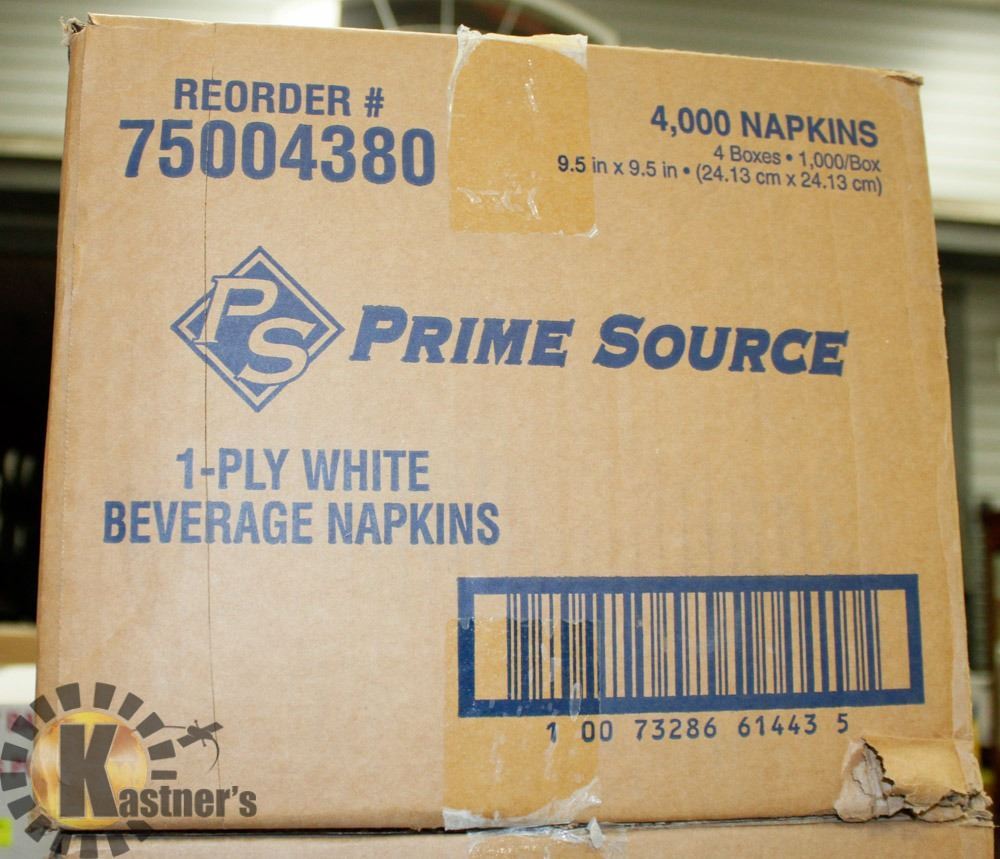 REORDER #
75004380
4,000 NAPKINS
4 Boxes • 1,000/Box
9.5 in x 9.5 in • (24.13 cm x 24.13 cm)
PS PRIME SOURCE
1-PLY WHITE
BEVERAGE NAPKINS
1 00 73286 61443 5
Kastner's